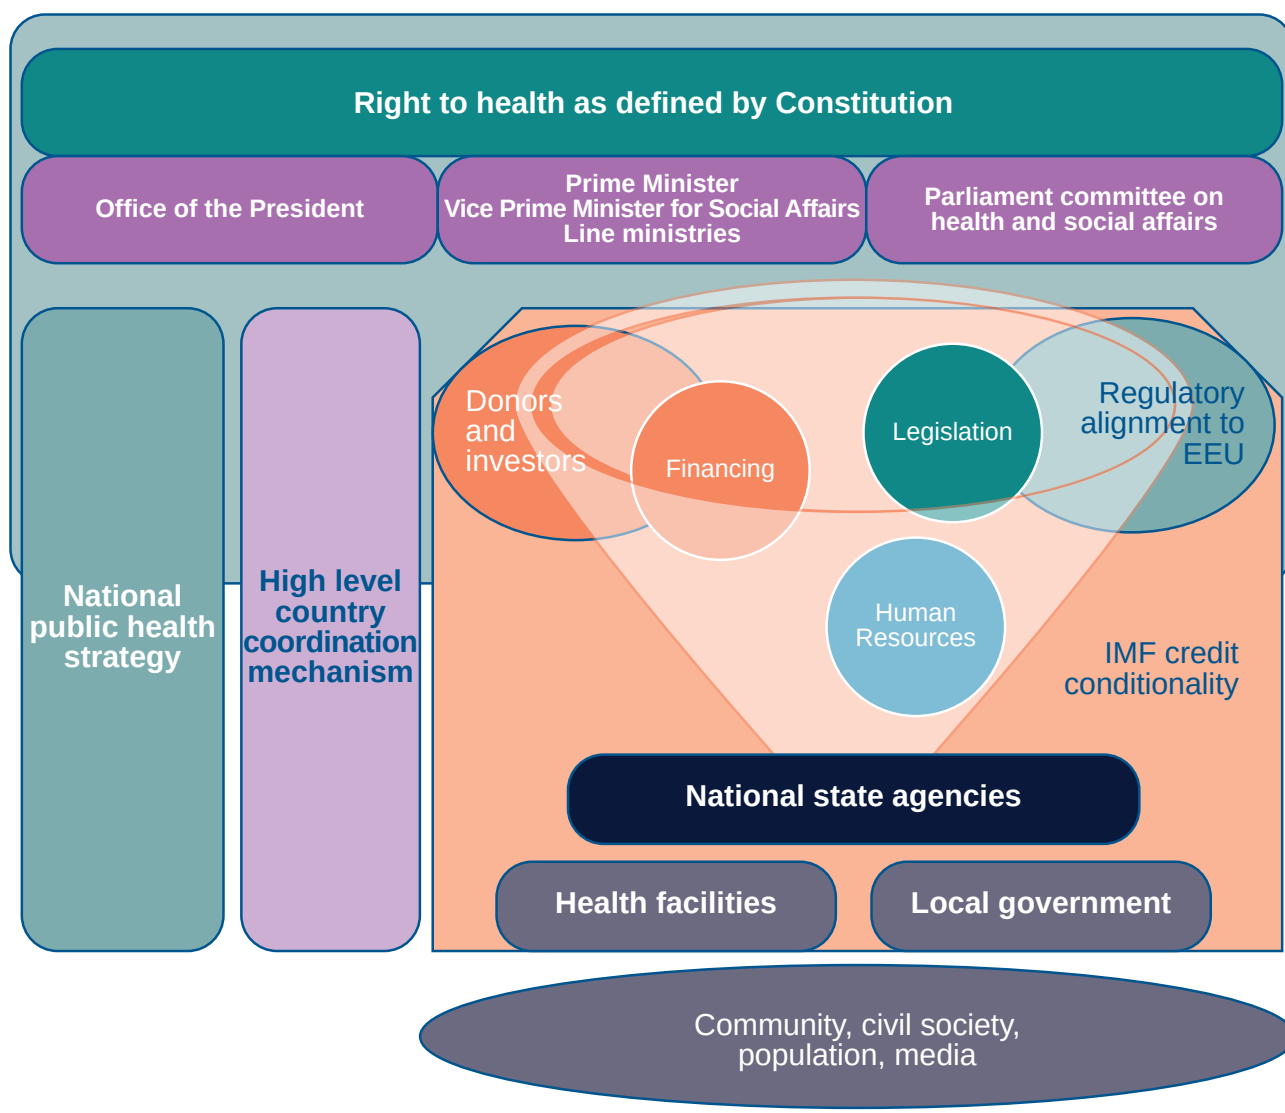 Right to health as defined by Constitution
Office of the President
Prime Minister
Vice Prime Minister for Social Affairs
Line ministries
Parliament committee on
health and social affairs
National
public health
strategy
High level
country
coordination
mechanism
Donors
and
investors
Financing
Legislation
Regulatory
alignment to
EEU
Human
Resources
IMF credit
conditionality
National state agencies
Health facilities
Local government
Community, civil society,
population, media